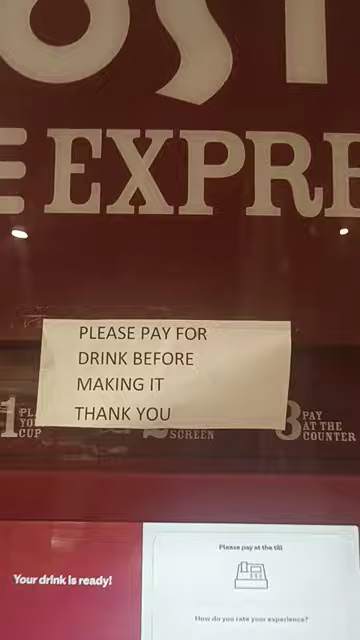 EXPRE
PLEASE PAY FOR
DRINK BEFORE
MAKING IT
THANK YOU
1
CUP
SCREEN
3 PAY
AT THE
COUNTER
Your drink is ready!
Please pay at the till
How do you rate your experience?